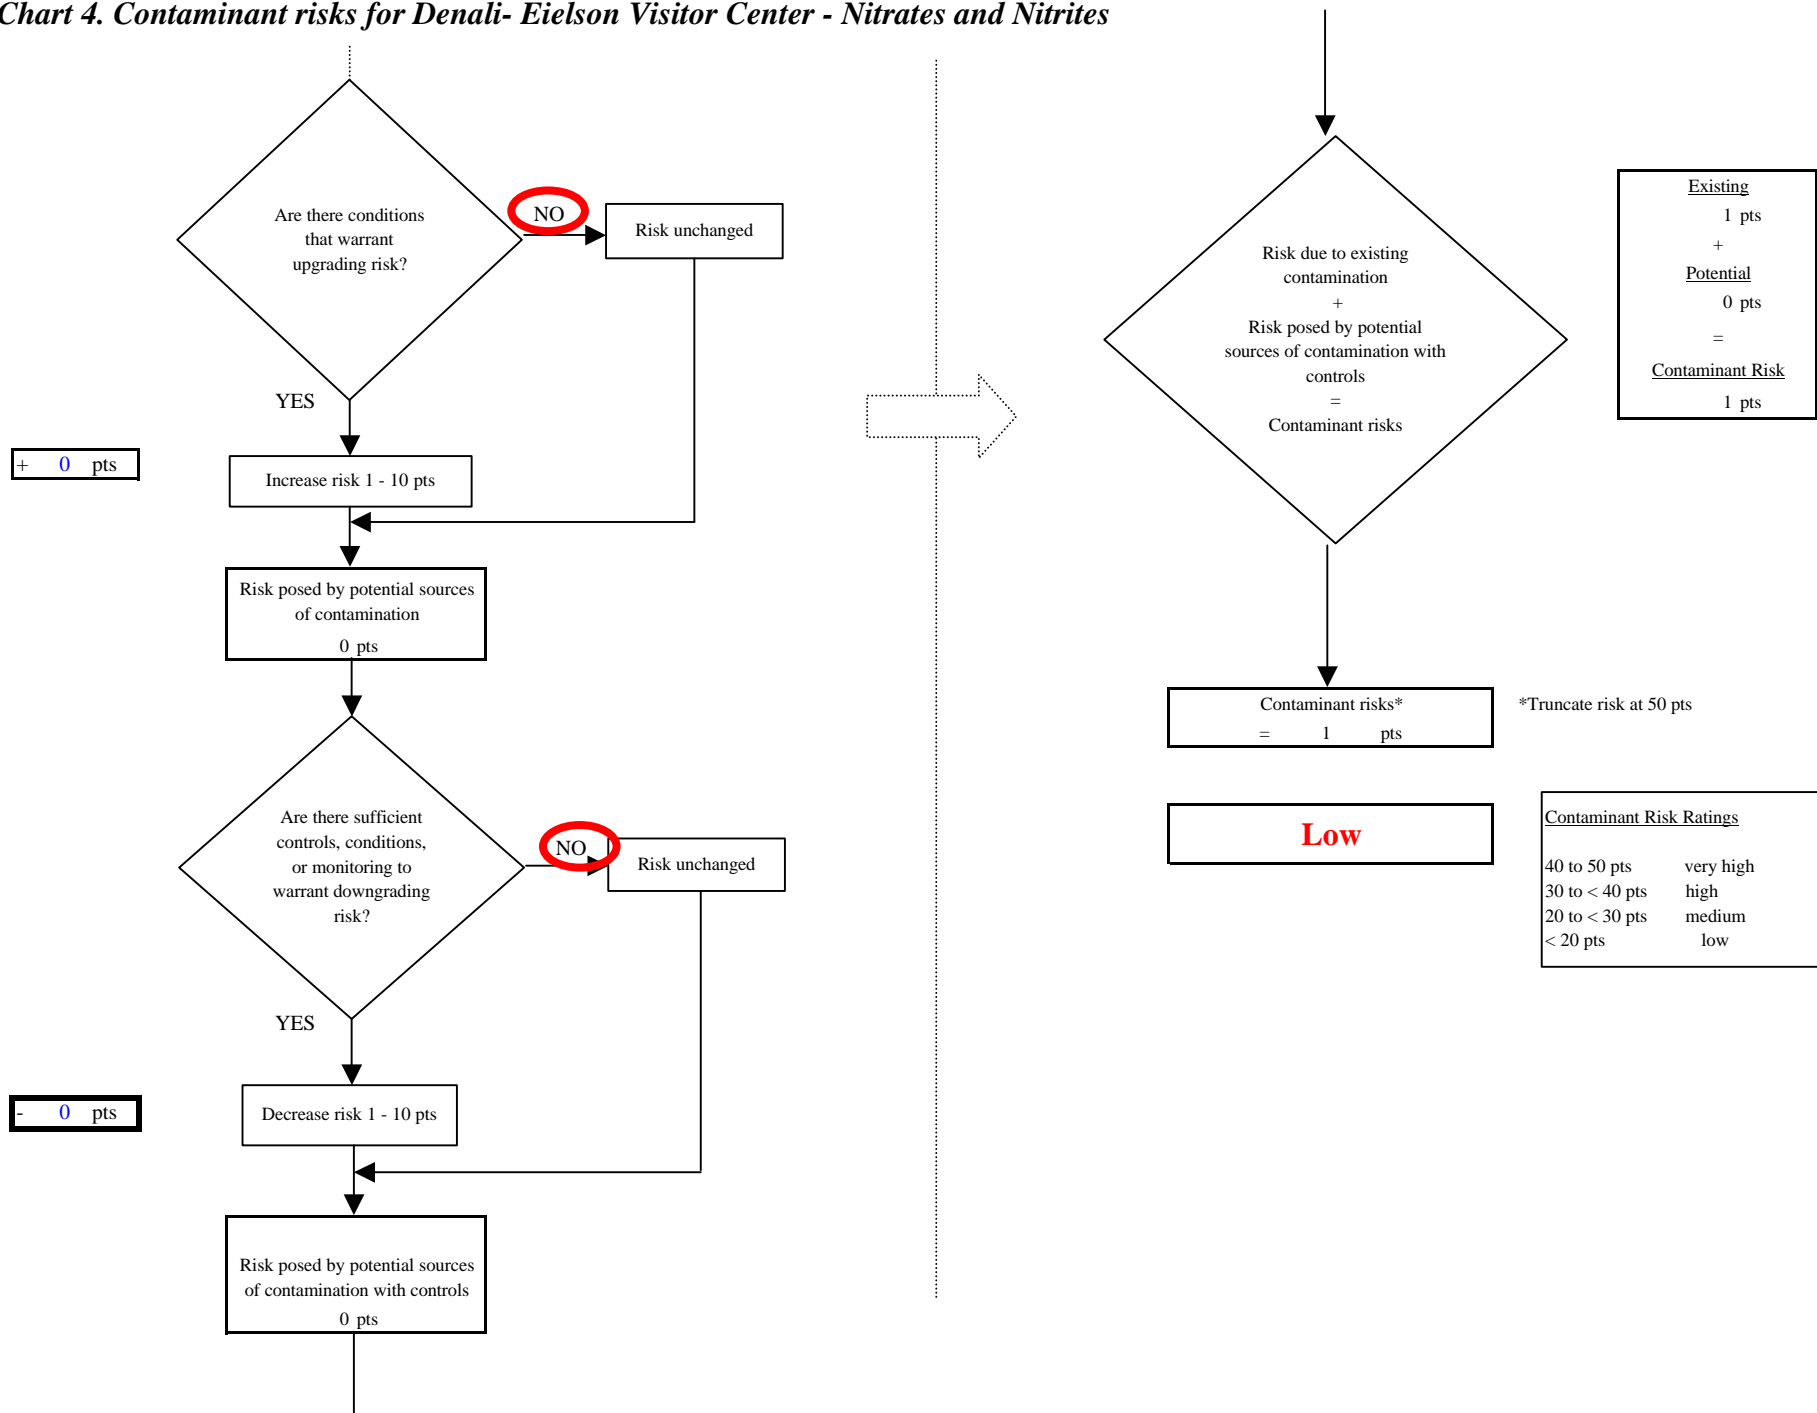 Chart 4. Contaminant risks for Denali- Eielson Visitor Center - Nitrates and Nitrites
Are there conditions
that warrant
upgrading risk?
NO
Risk unchanged
YES
+ 0 pts
Increase risk 1 - 10 pts
Risk posed by potential sources
of contamination
0 pts
Are there sufficient
controls, conditions,
or monitoring to
warrant downgrading
risk?
NO
Risk unchanged
YES
- 0 pts
Decrease risk 1 - 10 pts
Risk posed by potential sources
of contamination with controls
0 pts
Risk due to existing
contamination
+
Risk posed by potential
sources of contamination with
controls
=
Contaminant risks
Existing
1 pts
+
Potential
0 pts
=
Contaminant Risk
1 pts
Contaminant risks*
= 1 pts
*Truncate risk at 50 pts
Low
Contaminant Risk Ratings
40 to 50 pts very high
30 to < 40 pts high
20 to < 30 pts medium
< 20 pts low